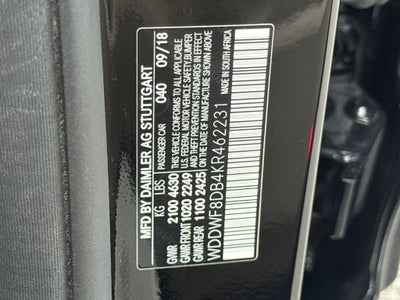 MFD BY DAIMLER AG STUTTGART
PASSENGER CAR 040 09/18
KG LBS
GWR 2100 4630
GAWR FRONT 1020 2249
GAWR REAR 1100 2425
THIS VEHICLE CONFORMS TO ALL APPLICABLE
U.S. FEDERAL MOTOR VEHICLE SAFETY, BUMPER
AND THEFT PREVENTION STANDARDS IN EFFECT
ON THE DATE OF MANUFACTURE SHOWN ABOVE
WDDWF8DB4KR462231
MADE IN SOUTH AFRICA